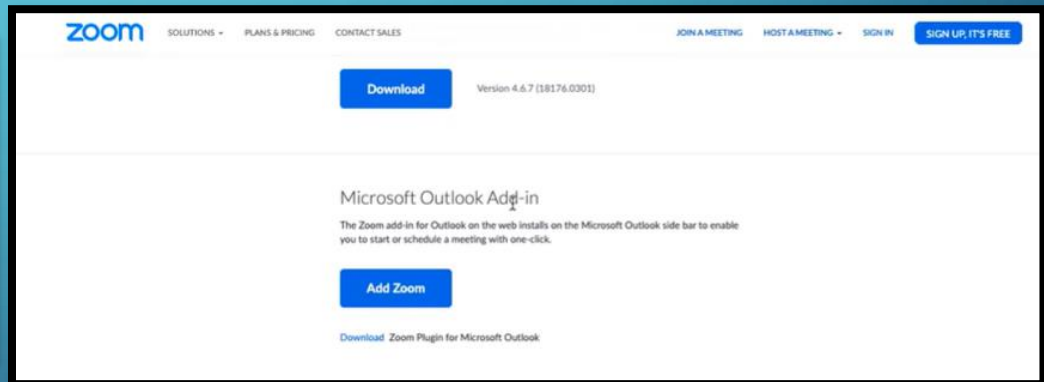 zoom SOLUTIONS PLANS & PRICING CONTACT SALES JOIN A MEETING HOST A MEETING SIGN IN SIGN UP, IT'S FREE
Download Version 4.6.7 (18176.0301)
Microsoft Outlook Add-in
The Zoom add-in for Outlook on the web installs on the Microsoft Outlook side bar to enable
you to start or schedule a meeting with one-click.
Add Zoom
Download Zoom Plugin for Microsoft Outlook